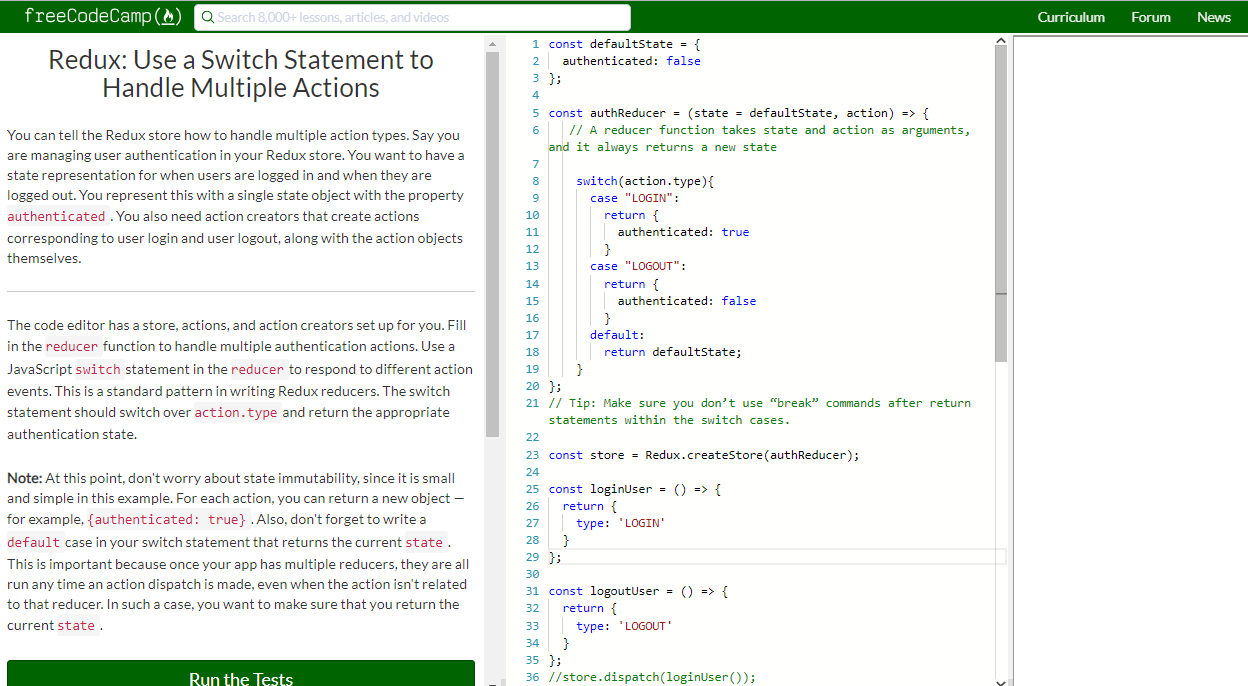 freeCodeCamp(🔥)
Search 8,000+ lessons, articles, and videos
Curriculum
Forum
News
Redux: Use a Switch Statement to
Handle Multiple Actions
You can tell the Redux store how to handle multiple action types. Say you
are managing user authentication in your Redux store. You want to have a
state representation for when users are logged in and when they are
logged out. You represent this with a single state object with the property
authenticated . You also need action creators that create actions
corresponding to user login and user logout, along with the action objects
themselves.
The code editor has a store, actions, and action creators set up for you. Fill
in the reducer function to handle multiple authentication actions. Use a
JavaScript switch statement in the reducer to respond to different action
events. This is a standard pattern in writing Redux reducers. The switch
statement should switch over action.type and return the appropriate
authentication state.
Note: At this point, don't worry about state immutability, since it is small
and simple in this example. For each action, you can return a new object —
for example, {authenticated: true} . Also, don't forget to write a
default case in your switch statement that returns the current state .
This is important because once your app has multiple reducers, they are all
run any time an action dispatch is made, even when the action isn't related
to that reducer. In such a case, you want to make sure that you return the
current state .
Run the Tests
1 const defaultState = {
2   authenticated: false
3 };
4
5 const authReducer = (state = defaultState, action) => {
6    // A reducer function takes state and action as arguments,
and it always returns a new state
7
8     switch(action.type){
9       case "LOGIN":
10         return {
11           authenticated: true
12         }
13       case "LOGOUT":
14         return {
15           authenticated: false
16         }
17       default:
18         return defaultState;
19     }
20 };
21 // Tip: Make sure you don’t use “break” commands after return
statements within the switch cases.
22
23 const store = Redux.createStore(authReducer);
24
25 const loginUser = () => {
26   return {
27     type: 'LOGIN'
28   }
29 };
30
31 const logoutUser = () => {
32   return {
33     type: 'LOGOUT'
34   }
35 };
36 //store.dispatch(loginUser());